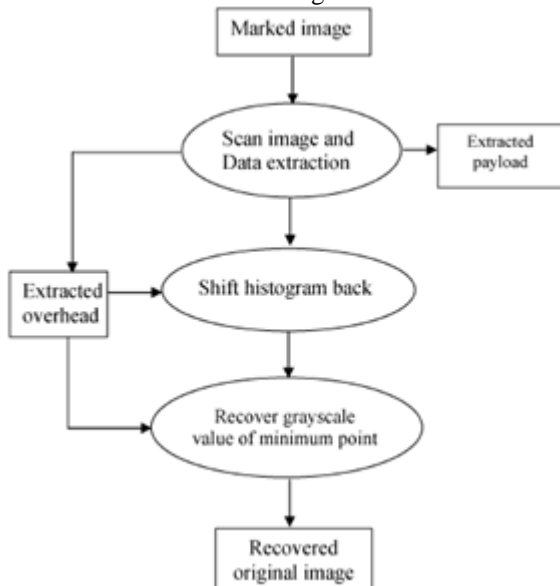 Marked image
Scan image and
Data extraction
Extracted
payload
Extracted
overhead
Shift histogram back
Recover grayscale
value of minimum point
Recovered
original image